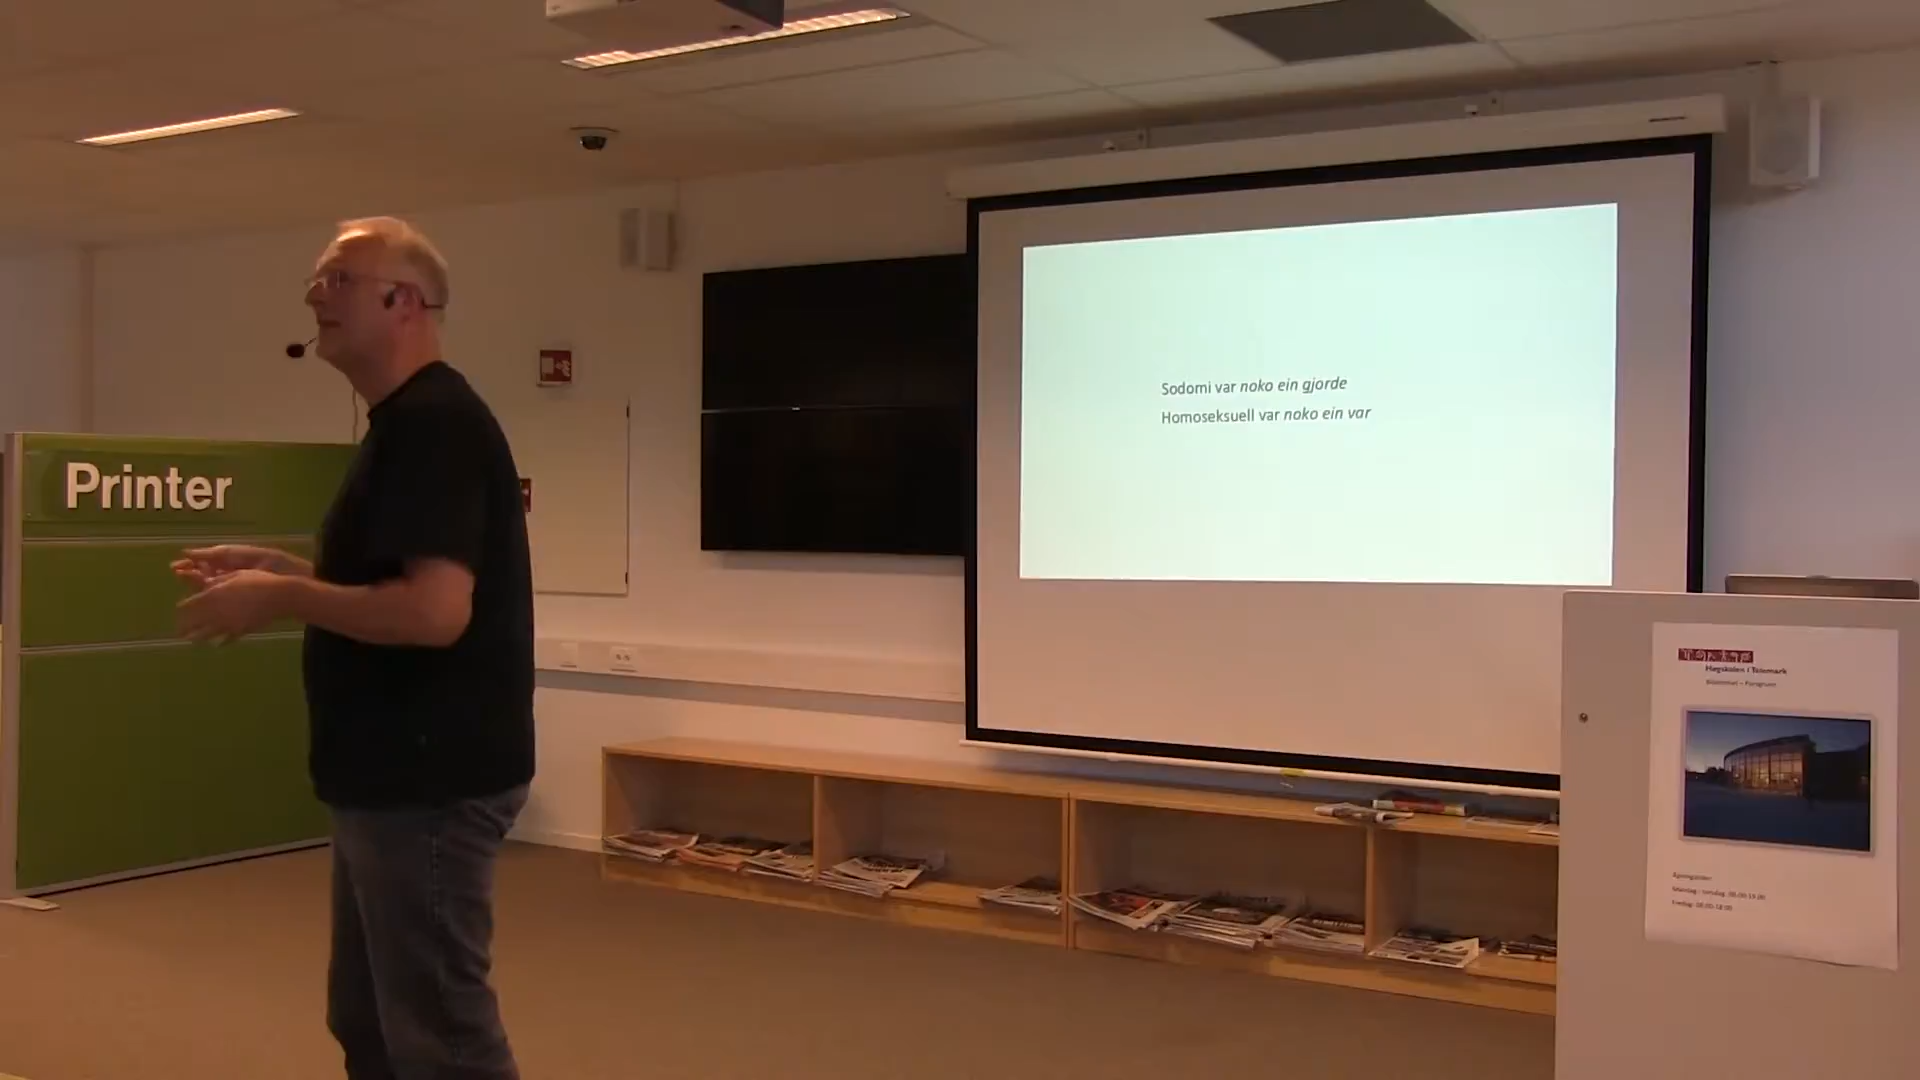 Sodomi var noko ein gjorde
Homoseksuell var noko ein var
Printer
Høgskolen i Telemark